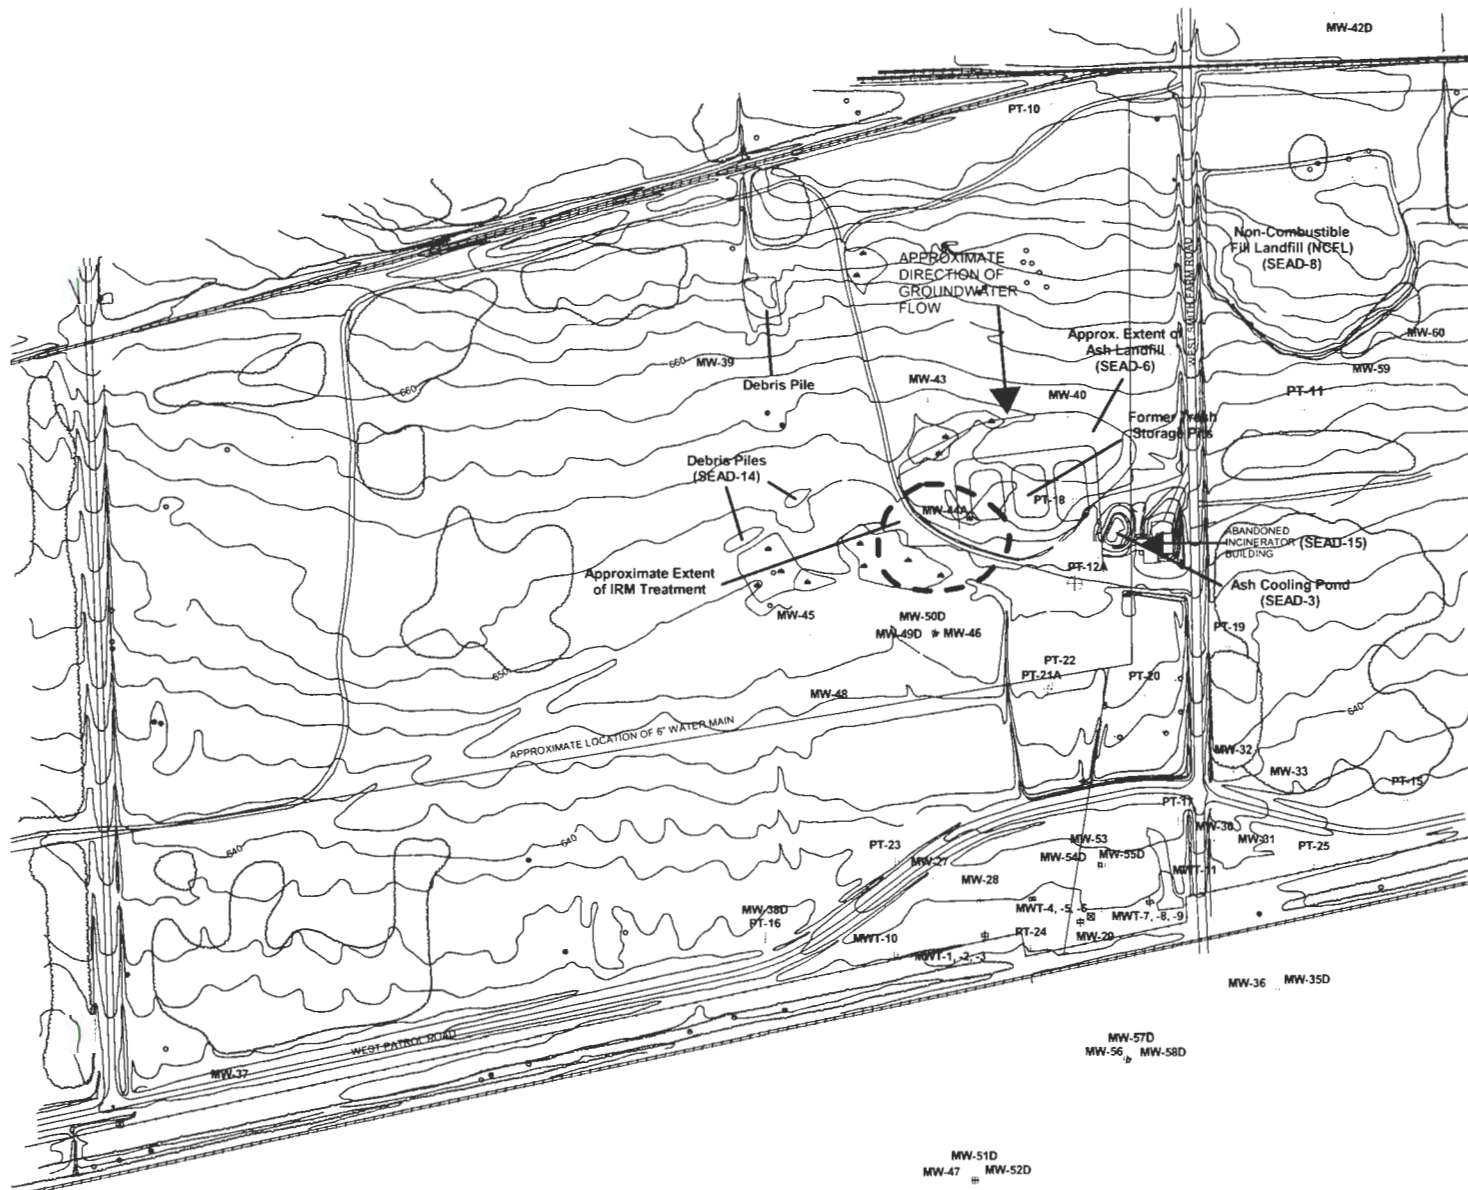 MW-42D
PT-10
Non-Combustible
Fill Landfill (NCFL)
(SEAD-8)
APPROXIMATE
DIRECTION OF
GROUNDWATER
FLOW
Approx. Extent of
Ash Landfill
(SEAD-6)
MW-60
MW-59
660
MW-39
660
Debris Pile
MW-43
MW-40
PT-11
Former Trash
Storage Pits
Debris Piles
(SEAD-14)
PT-18
MW-44A
ABANDONED
INCINERATOR
BUILDING
(SEAD-15)
PT-12A
Approximate Extent
of IRM Treatment
Ash Cooling Pond
(SEAD-3)
MW-45
MW-50D
MW-49D
MW-46
PT-19
PT-22
PT-21A
PT-20
650
MW-48
640
APPROXIMATE LOCATION OF 6" WATER MAIN
MW-32
MW-33
PT-15
PT-17
MW-30
MW-31
PT-25
640
640
PT-23
MW-27
MW-53
MW-54D
MW-55D
MWT-11
MW-28
MW-38D
PT-16
MWT-4, -5, -6
MWT-7, -8, -9
MWT-10
PT-24
MW-29
MWT-1, -2, -3
MW-36
MW-35D
WEST PATROL ROAD
MW-57D
MW-56
MW-58D
MW-37
MW-51D
MW-47
MW-52D